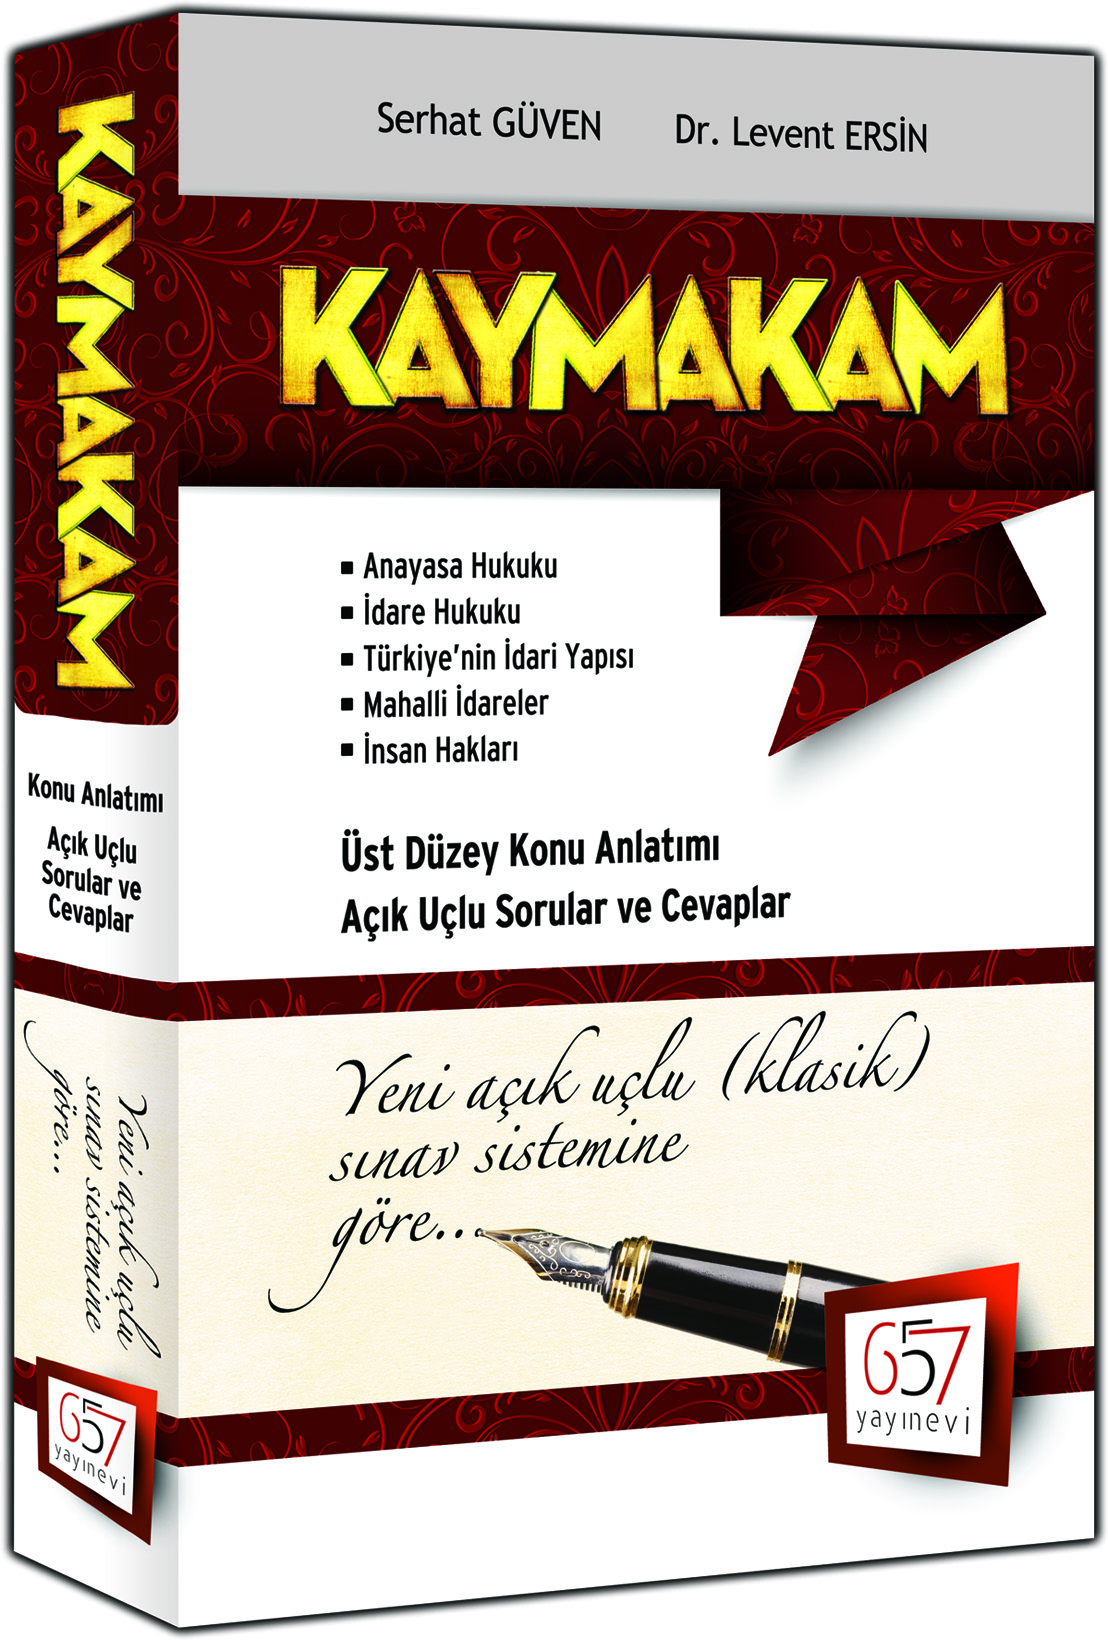 Serhat GÜVEN Dr. Levent ERSİN
KAYMAKAM
▪ Anayasa Hukuku
▪ İdare Hukuku
▪ Türkiye'nin İdari Yapısı
▪ Mahalli İdareler
▪ İnsan Hakları
Üst Düzey Konu Anlatımı
Açık Uçlu Sorular ve Cevaplar
Yeni açık uçlu (klasik)
sınav sistemine
göre...
657
yayınevi
KAYMAKAM
Konu Anlatımı
Açık Uçlu
Sorular ve
Cevaplar
Yeni açık uçlu
sınav sistemine
göre...
657
yayınevi